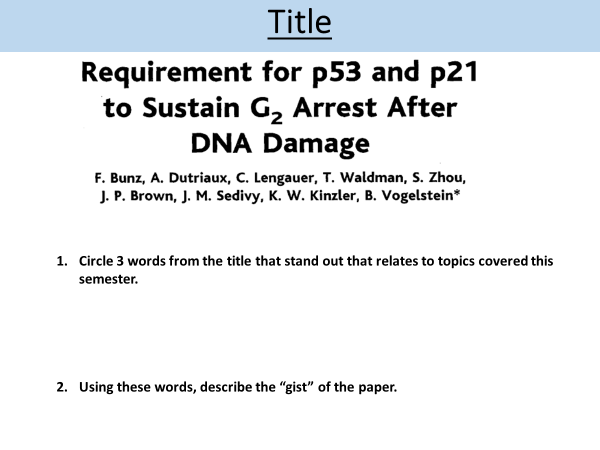 Title
Requirement for p53 and p21
to Sustain G₂ Arrest After
DNA Damage
F. Bunz, A. Dutriaux, C. Lengauer, T. Waldman, S. Zhou,
J. P. Brown, J. M. Sedivy, K. W. Kinzler, B. Vogelstein*
1. Circle 3 words from the title that stand out that relates to topics covered this
semester.
2. Using these words, describe the “gist” of the paper.